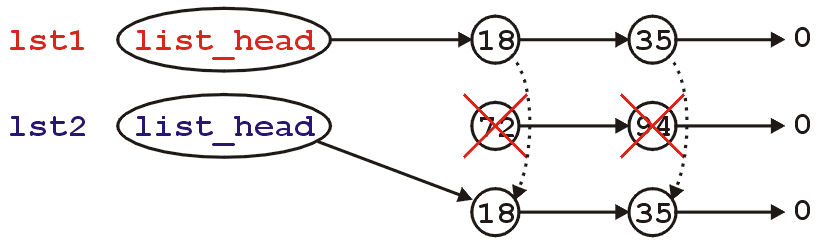 lst1 list_head 18 35 0
lst2 list_head 72 94 0
18 35 0